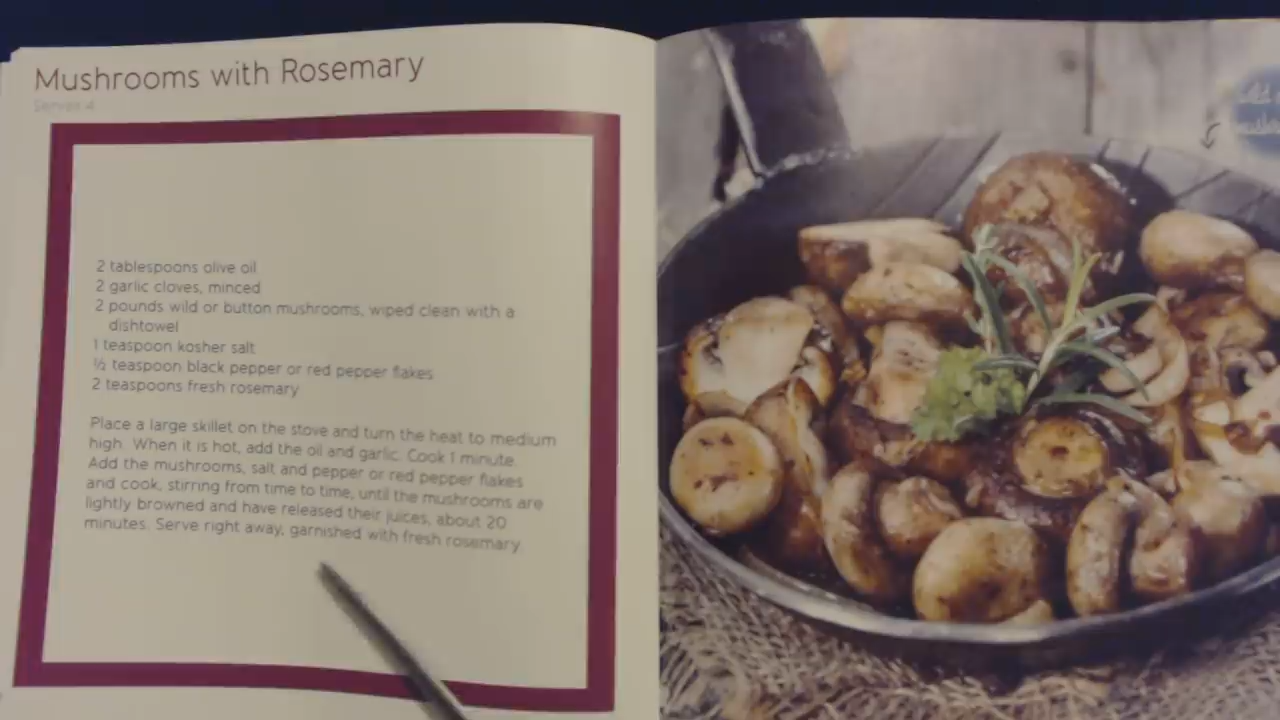 Mushrooms with Rosemary
Serves 4
2 tablespoons olive oil
2 garlic cloves, minced
2 pounds wild or button mushrooms, wiped clean with a
dishtowel
1 teaspoon kosher salt
½ teaspoon black pepper or red pepper flakes
2 teaspoons fresh rosemary
Place a large skillet on the stove and turn the heat to medium
high. When it is hot, add the oil and garlic. Cook 1 minute.
Add the mushrooms, salt and pepper or red pepper flakes
and cook, stirring from time to time, until the mushrooms are
lightly browned and have released their juices, about 20
minutes. Serve right away, garnished with fresh rosemary.